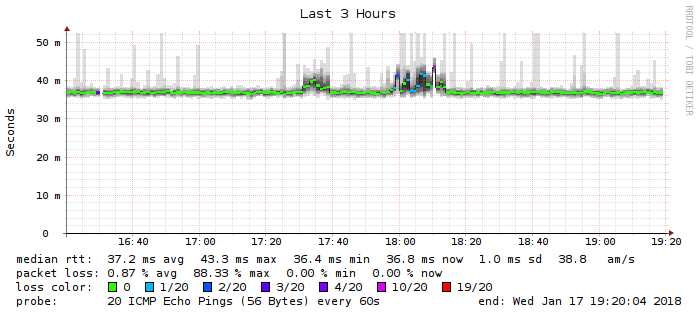 Last 3 Hours
RRDTOOL / TOBI OETIKER
Seconds
50 m
40 m
30 m
20 m
10 m
0
16:40 17:00 17:20 17:40 18:00 18:20 18:40 19:00 19:20
median rtt: 37.2 ms avg 43.3 ms max 36.4 ms min 36.8 ms now 1.0 ms sd 38.8 am/s
packet loss: 0.87 % avg 88.33 % max 0.00 % min 0.00 % now
loss color: 0 1/20 2/20 3/20 4/20 10/20 19/20
probe: 20 ICMP Echo Pings (56 Bytes) every 60s end: Wed Jan 17 19:20:04 2018